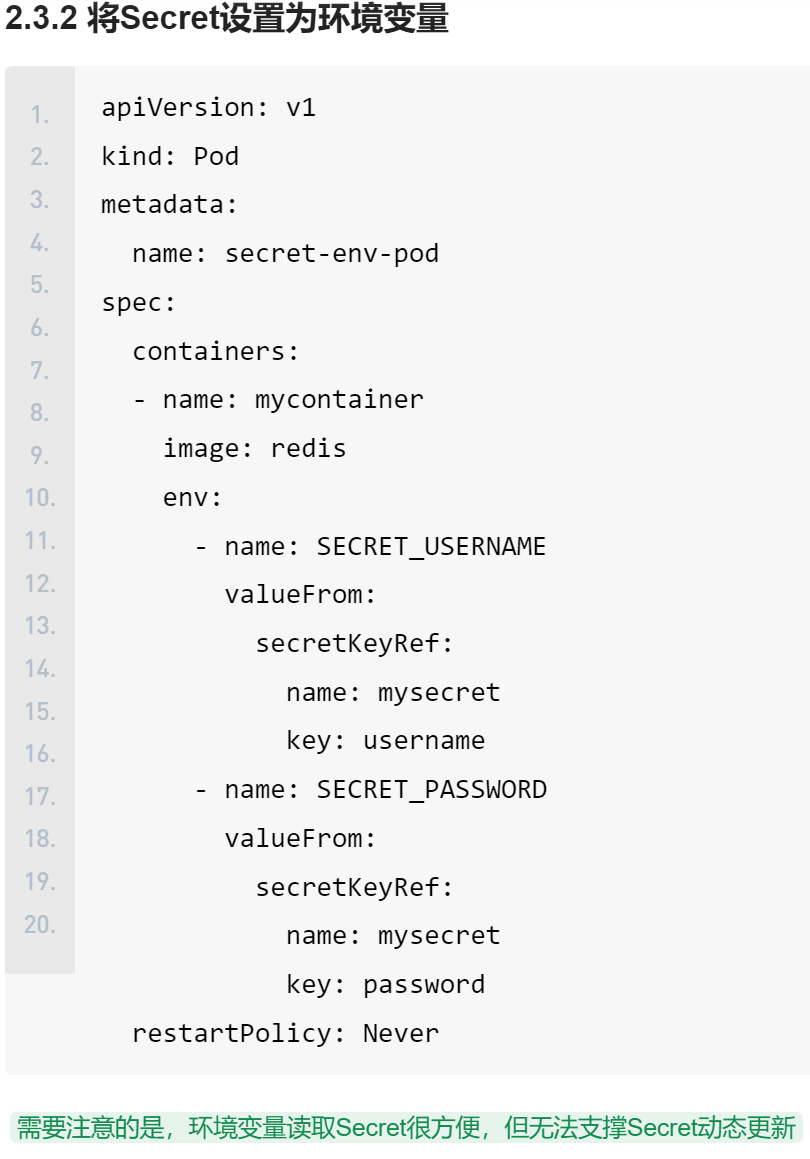 2.3.2 将Secret设置为环境变量
1. apiVersion: v1
2. kind: Pod
3. metadata:
4.   name: secret-env-pod
5. spec:
6.   containers:
7.   - name: mycontainer
8.     image: redis
9.     env:
10.       - name: SECRET_USERNAME
11.         valueFrom:
12.           secretKeyRef:
13.             name: mysecret
14.             key: username
15.       - name: SECRET_PASSWORD
16.         valueFrom:
17.           secretKeyRef:
18.             name: mysecret
19.             key: password
20.   restartPolicy: Never
需要注意的是，环境变量读取Secret很方便，但无法支撑Secret动态更新